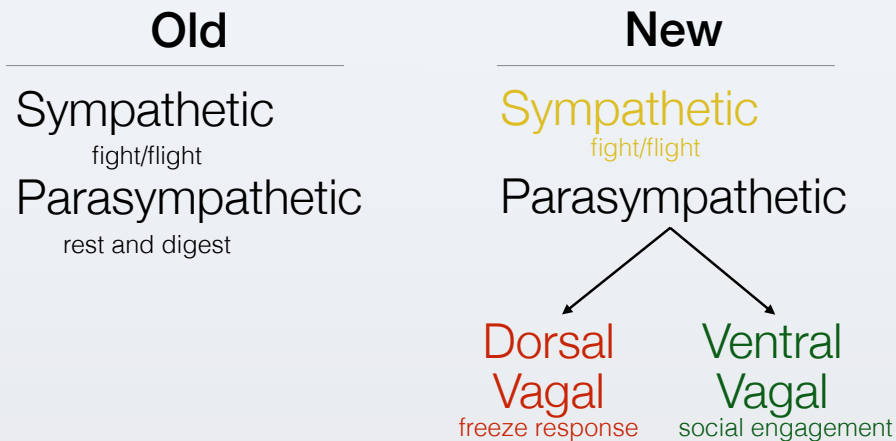 Old
Sympathetic
fight/flight
Parasympathetic
rest and digest
New
Sympathetic
fight/flight
Parasympathetic
Dorsal
Vagal
freeze response
Ventral
Vagal
social engagement